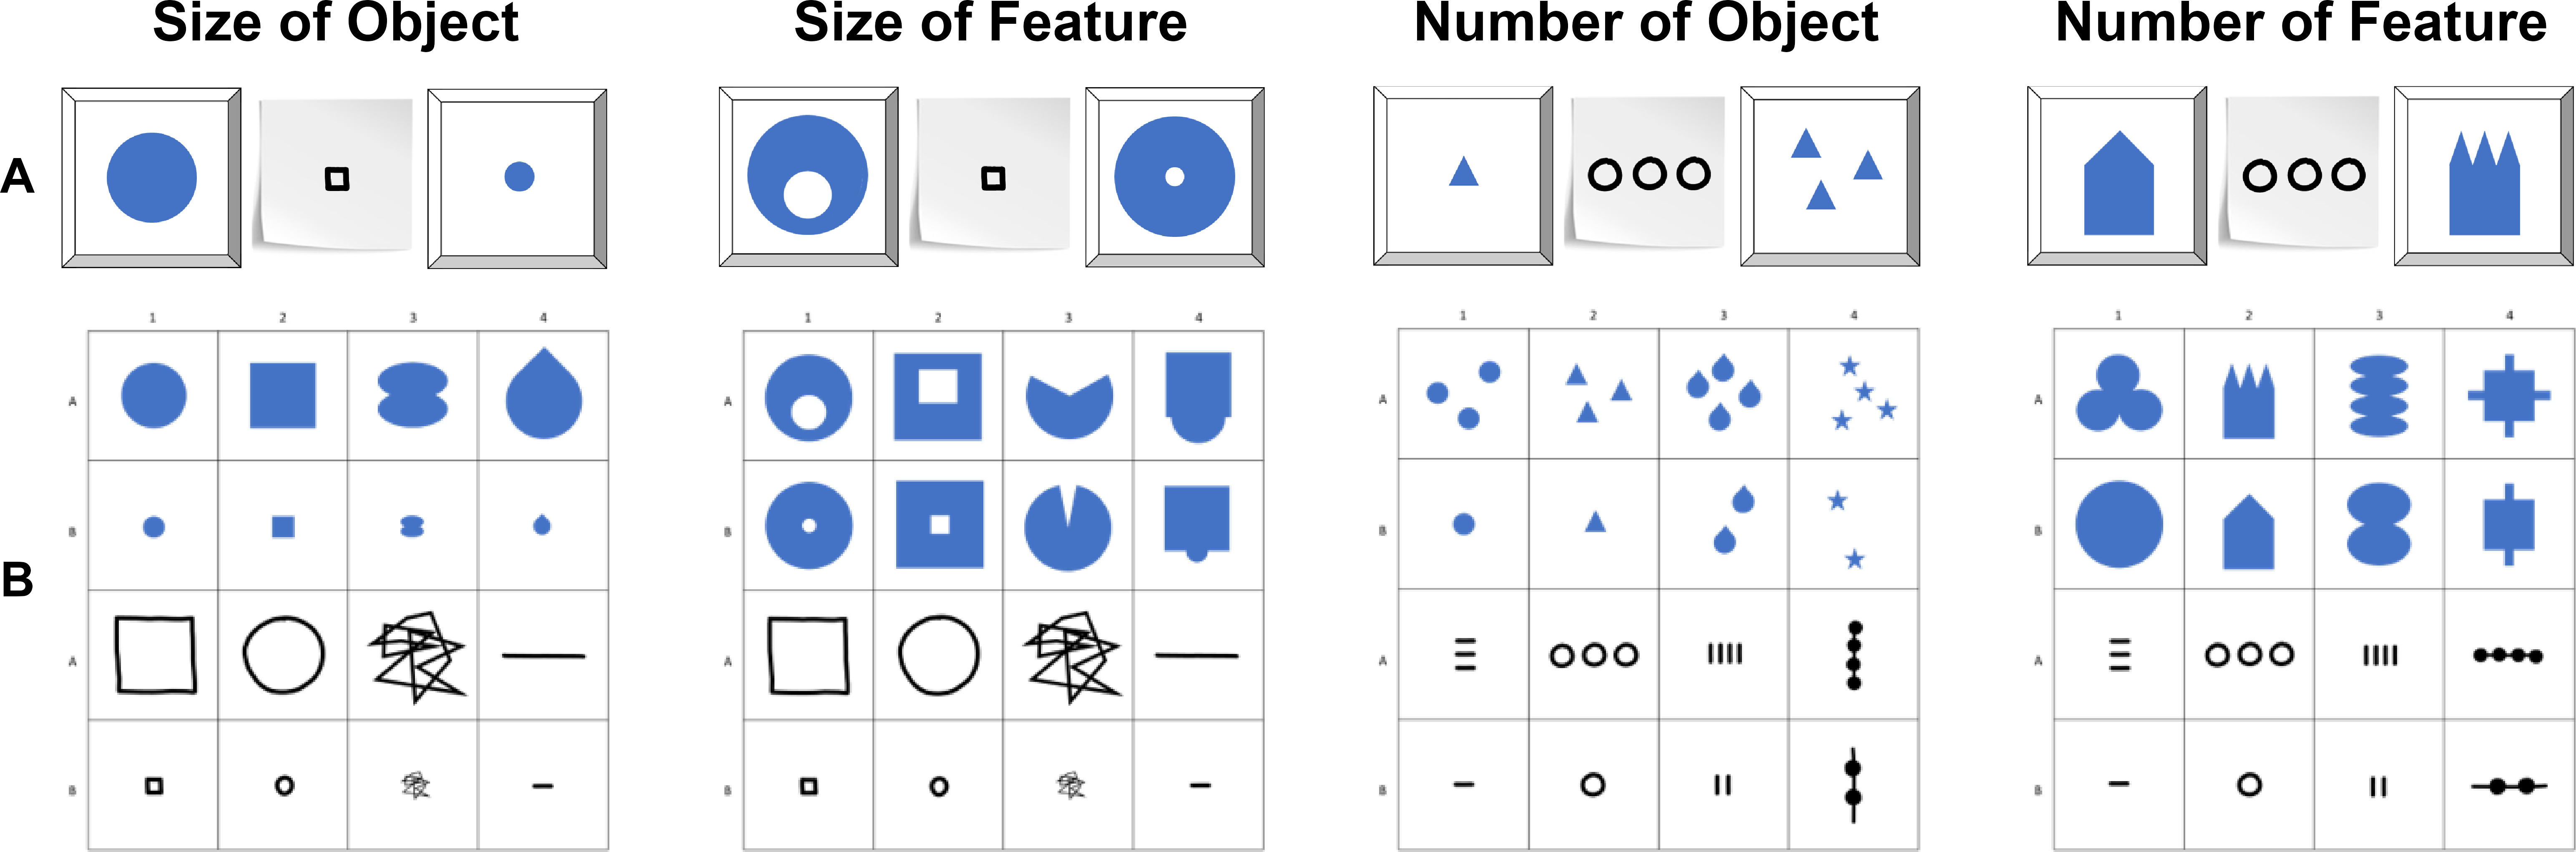 Size of Object Size of Feature Number of Object Number of Feature
A
1 2 3 4 1 2 3 4 1 2 3 4 1 2 3 4
A A A A
B B B B
B
A A A A
B B B B